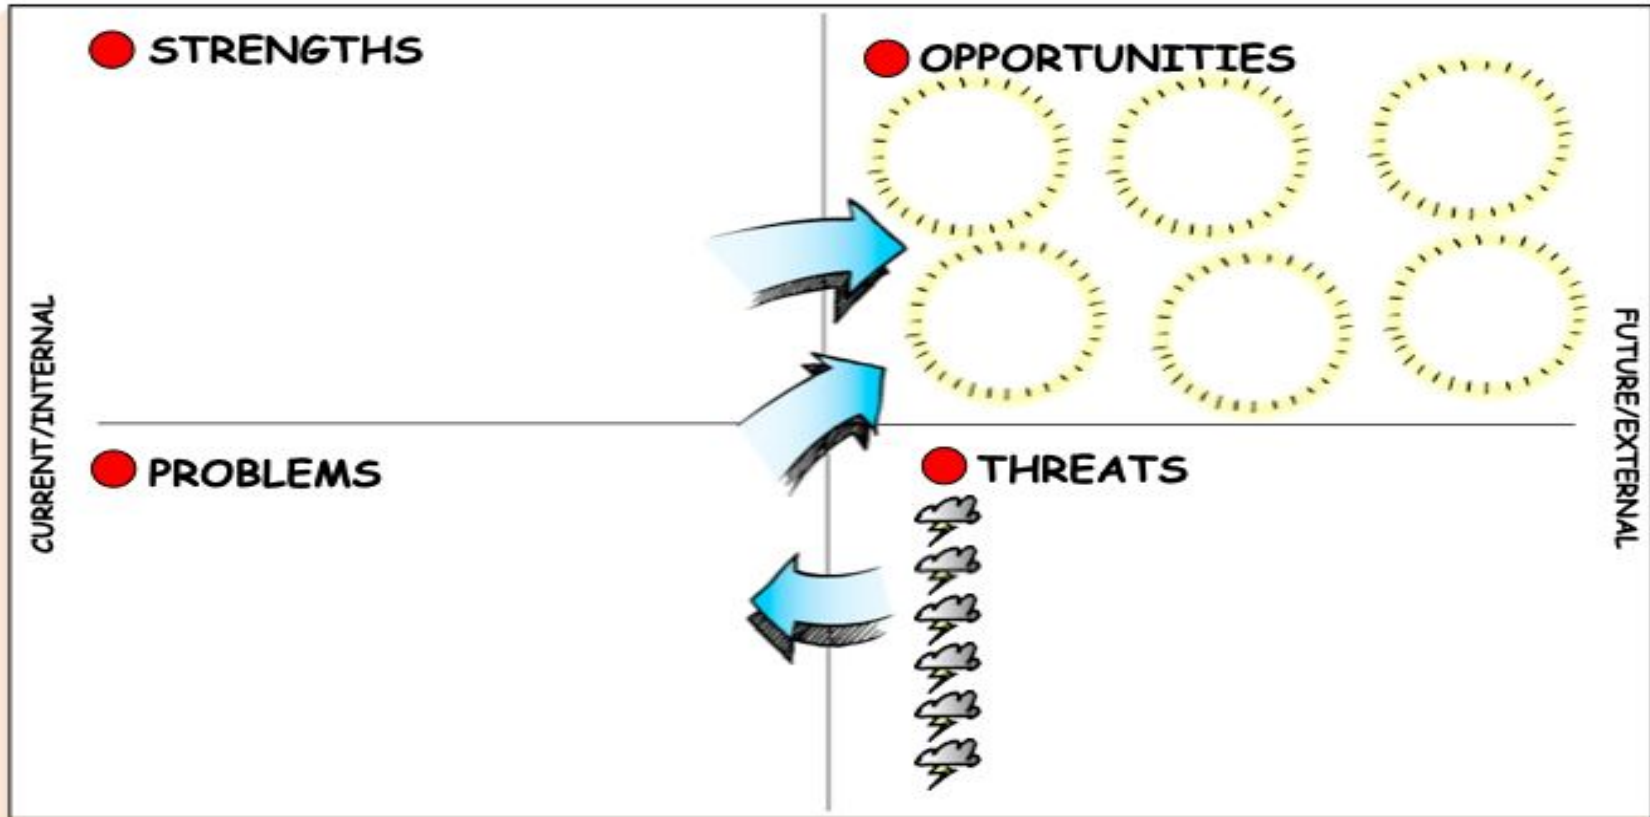 STRENGTHS
OPPORTUNITIES
CURRENT/INTERNAL
FUTURE/EXTERNAL
PROBLEMS
THREATS